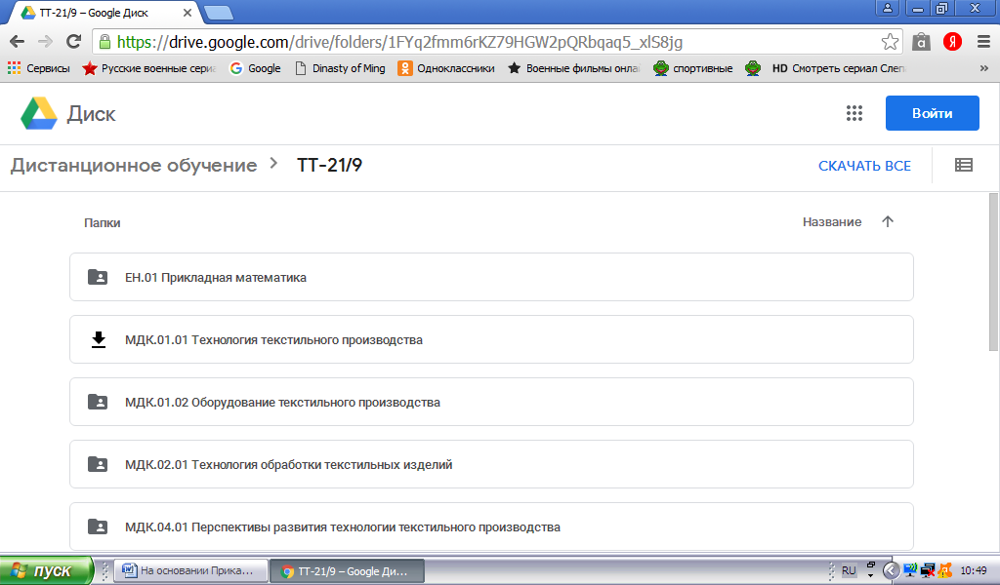 ТТ-21/9 – Google Диск
https://drive.google.com/drive/folders/1FYq2fmm6rKZ79HGW2pQRbqaq5_xlS8jg
Сервисы Русские военные сери Google Dinasty of Ming Одноклассники Военные фильмы онла спортивные HD Смотреть сериал Слеп »
Диск
Войти
Дистанционное обучение > ТТ-21/9
СКАЧАТЬ ВСЕ
Папки
Название
ЕН.01 Прикладная математика
МДК.01.01 Технология текстильного производства
МДК.01.02 Оборудование текстильного производства
МДК.02.01 Технология обработки текстильных изделий
МДК.04.01 Перспективы развития технологии текстильного производства
пуск На основании Прика... ТТ-21/9 – Google Ди... RU 10:49